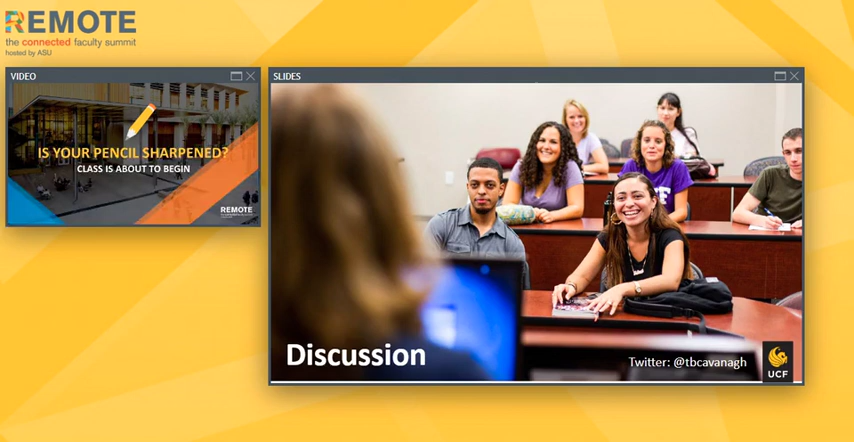 REMOTE
the connected faculty summit
hosted by ASU
VIDEO
SLIDES
IS YOUR PENCIL SHARPENED?
CLASS IS ABOUT TO BEGIN
REMOTE
Discussion
Twitter: @tbcavanagh
UCF